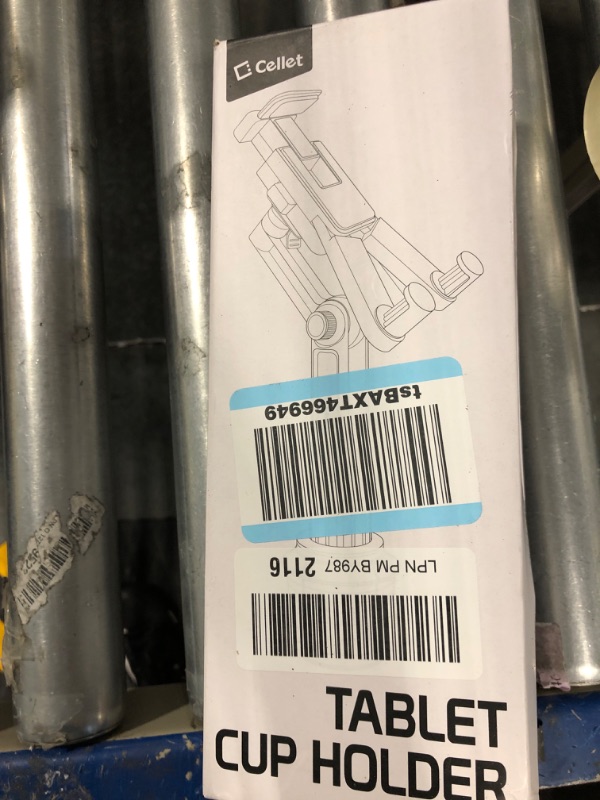 Cellet
tsBAXT466949
LPN PM BY987 2116
TABLET
CUP HOLDER